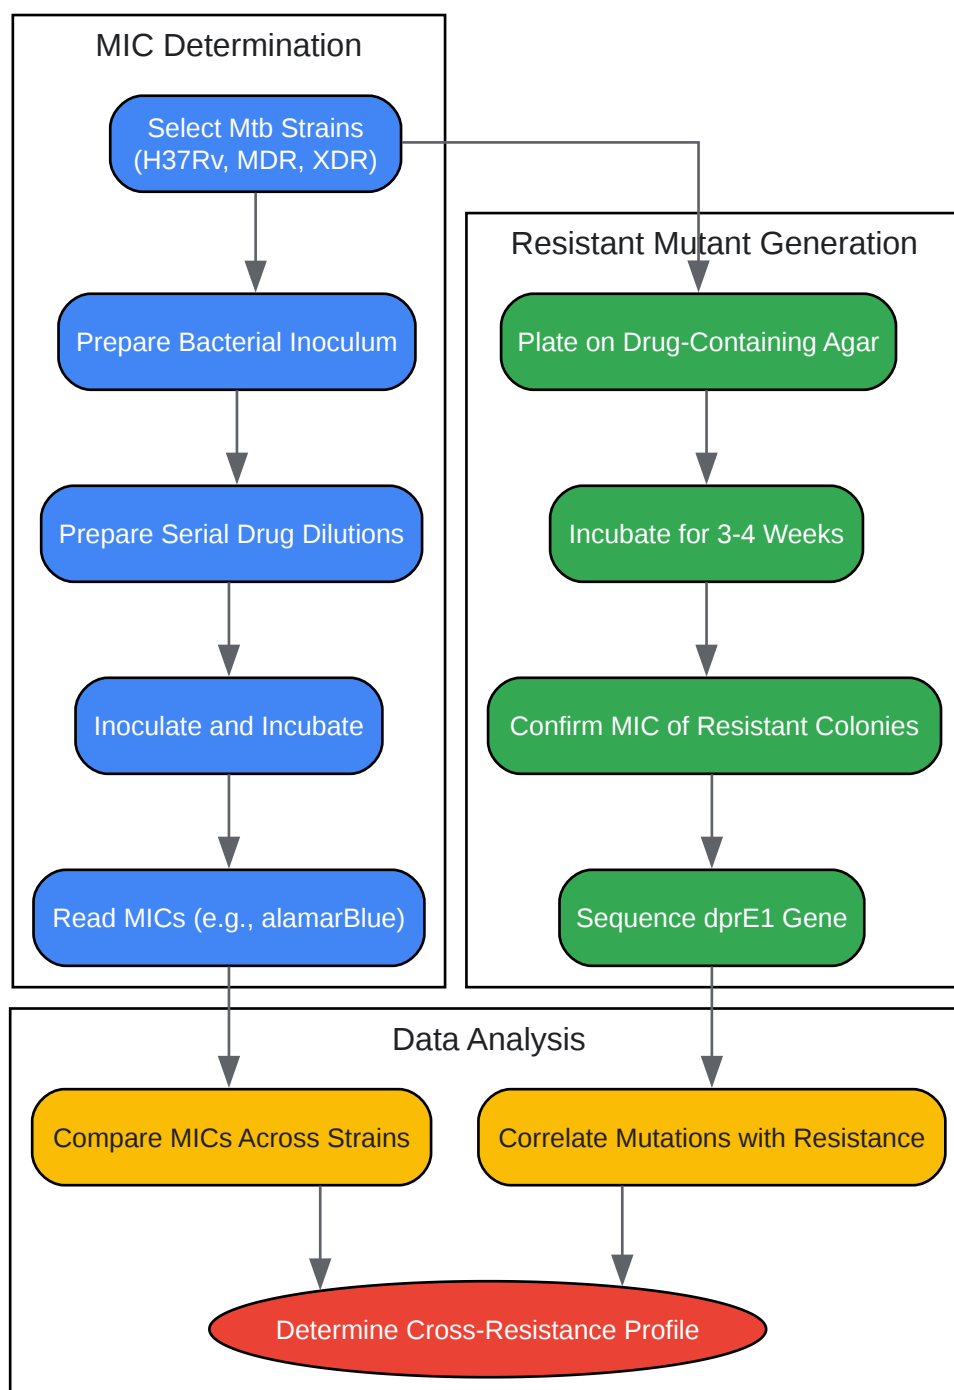 MIC Determination
Select Mtb Strains
(H37Rv, MDR, XDR)
Prepare Bacterial Inoculum
Prepare Serial Drug Dilutions
Inoculate and Incubate
Read MICs (e.g., alamarBlue)
Resistant Mutant Generation
Plate on Drug-Containing Agar
Incubate for 3-4 Weeks
Confirm MIC of Resistant Colonies
Sequence dprE1 Gene
Data Analysis
Compare MICs Across Strains
Correlate Mutations with Resistance
Determine Cross-Resistance Profile